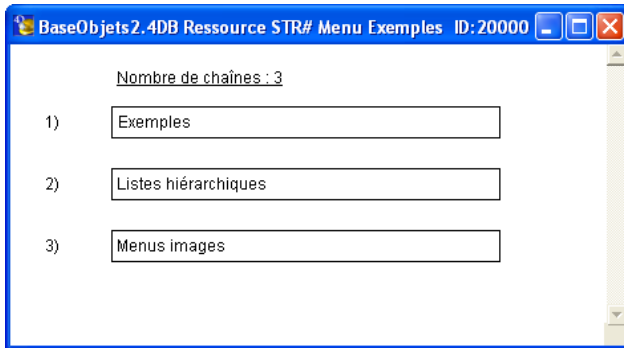 BaseObjets2.4DB Ressource STR# Menu Exemples ID:20000
Nombre de chaînes : 3
1) Exemples
2) Listes hiérarchiques
3) Menus images